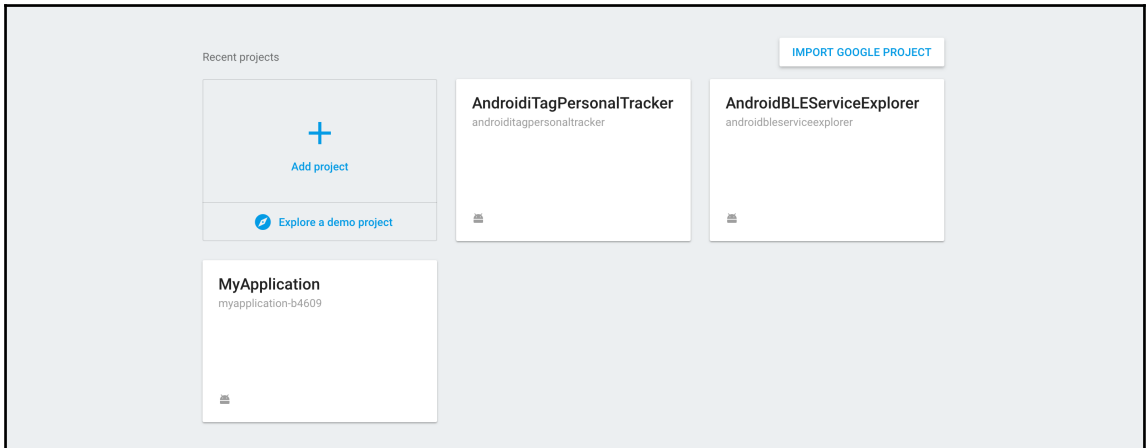 Recent projects
IMPORT GOOGLE PROJECT
Add project
Explore a demo project
AndroidiTagPersonalTracker
androiditagpersonaltracker
AndroidBLEServiceExplorer
androidbleserviceexplorer
MyApplication
myapplication-b4609